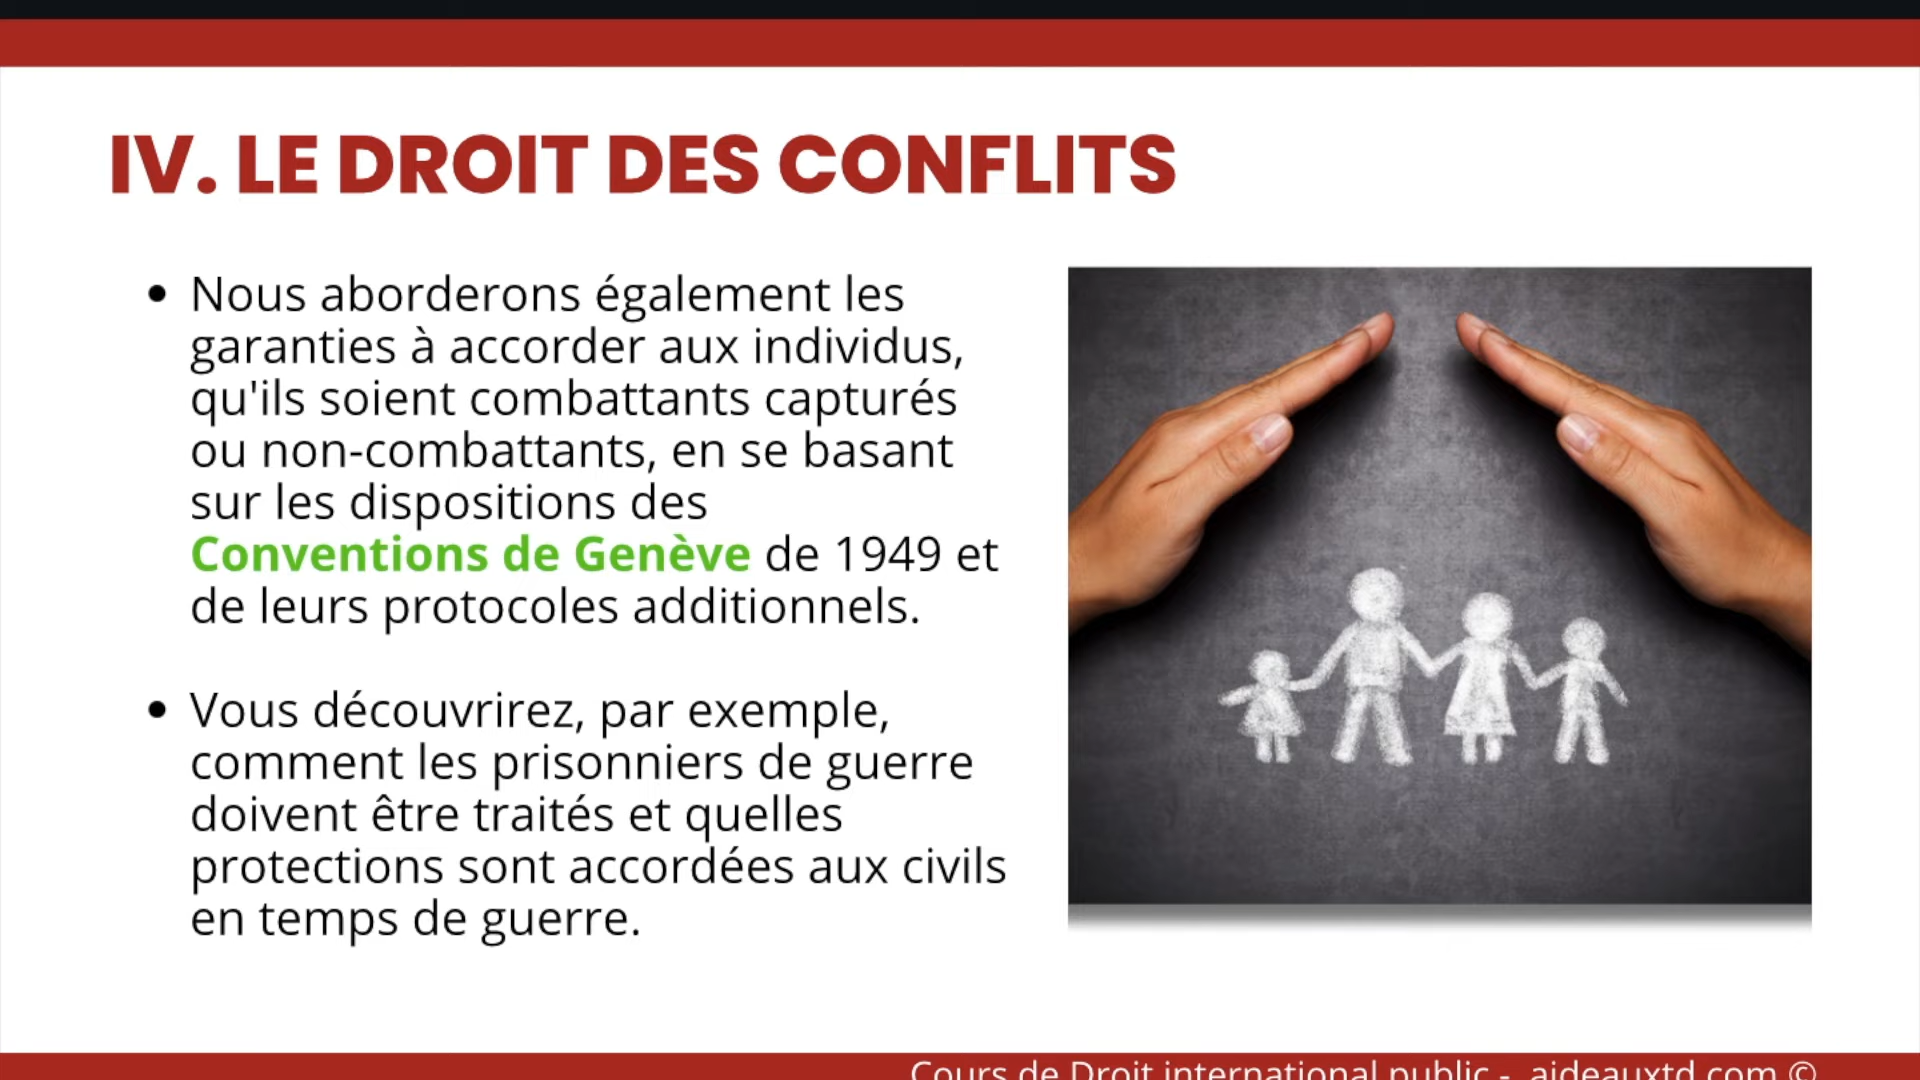 IV. LE DROIT DES CONFLITS
Nous aborderons également les
garanties à accorder aux individus,
qu'ils soient combattants capturés
ou non-combattants, en se basant
sur les dispositions des
Conventions de Genève de 1949 et
de leurs protocoles additionnels.
Vous découvrirez, par exemple,
comment les prisonniers de guerre
doivent être traités et quelles
protections sont accordées aux civils
en temps de guerre.
Cours de Droit international public - aideauxtd.com ©